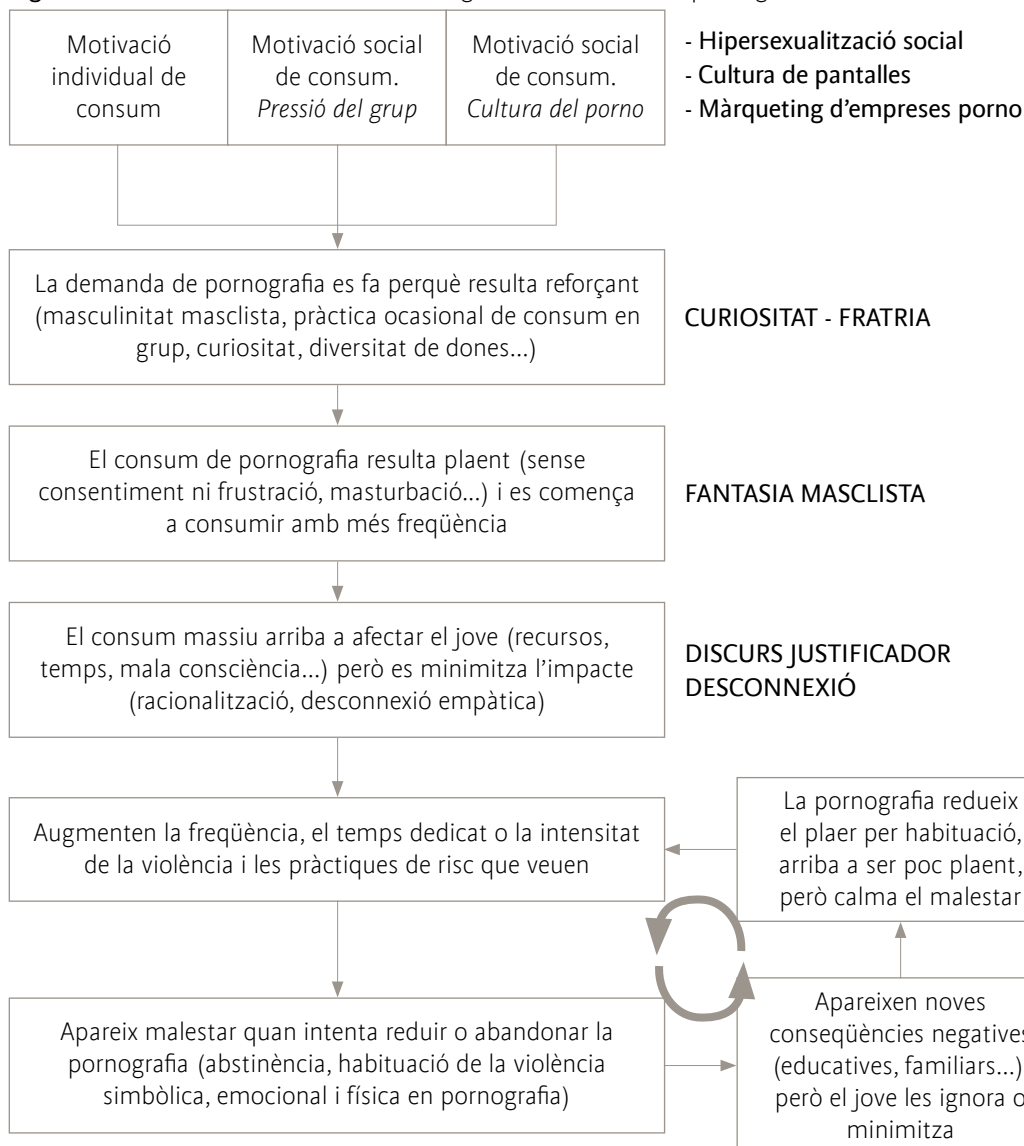 Motivació
individual de
consum
Motivació social
de consum.
Pressió del grup
Motivació social
de consum.
Cultura del porno
- Hipersexualització social
- Cultura de pantalles
- Màrqueting d'empreses porno
La demanda de pornografia es fa perquè resulta reforçant
(masculinitat masclista, pràctica ocasional de consum en
grup, curiositat, diversitat de dones...)
CURIOSITAT - FRATRIA
El consum de pornografia resulta plaent (sense
consentiment ni frustració, masturbació...) i es comença
a consumir amb més freqüència
FANTASIA MASCLISTA
El consum massiu arriba a afectar el jove (recursos,
temps, mala consciència...) però es minimitza l'impacte
(racionalització, desconnexió empàtica)
DISCURS JUSTIFICADOR
DESCONNEXIÓ
Augmenten la freqüència, el temps dedicat o la intensitat
de la violència i les pràctiques de risc que veuen
La pornografia redueix
el plaer per habituació,
arriba a ser poc plaent,
però calma el malestar
Apareix malestar quan intenta reduir o abandonar la
pornografia (abstinència, habituació de la violència
simbòlica, emocional i física en pornografia)
Apareixen noves
conseqüències negatives
(educatives, familiars...)
però el jove les ignora o
minimitza